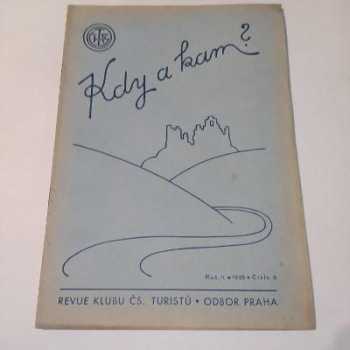 Kdy a kam?
REVUE KLUBU ČS. TURISTŮ • ODBOR PRAHA